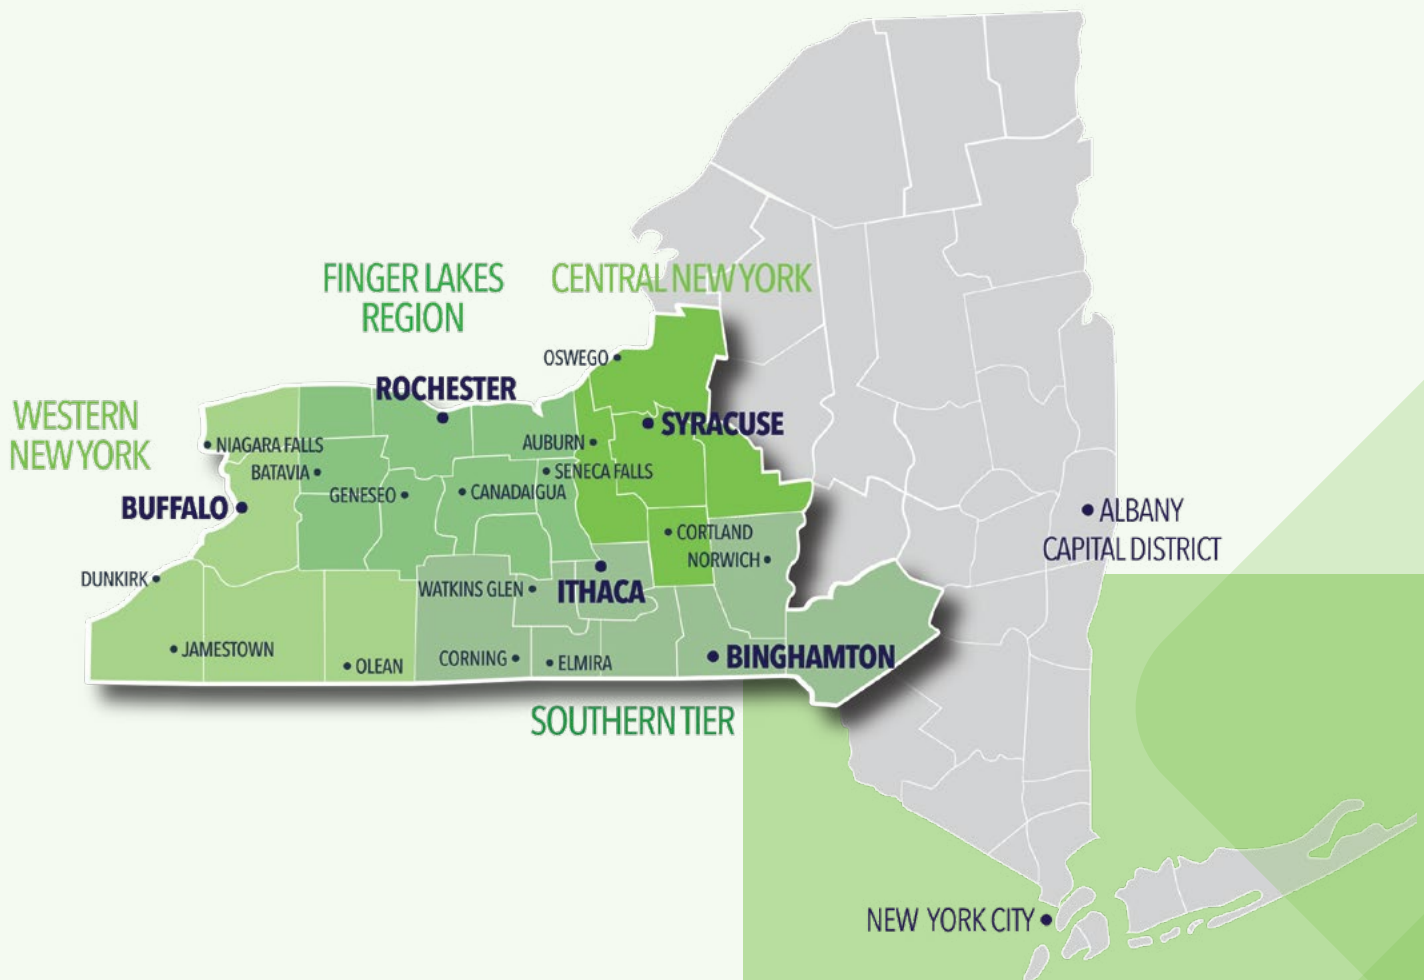 FINGER LAKES
REGION
CENTRAL NEW YORK
OSWEGO
ROCHESTER
WESTERN
NEW YORK
SYRACUSE
NIAGARA FALLS
AUBURN
BATAVIA
SENECA FALLS
GENESEO
CANADAIGUA
BUFFALO
ALBANY
CAPITAL DISTRICT
CORTLAND
NORWICH
DUNKIRK
WATKINS GLEN
ITHACA
JAMESTOWN
OLEAN
CORNING
ELMIRA
BINGHAMTON
SOUTHERN TIER
NEW YORK CITY